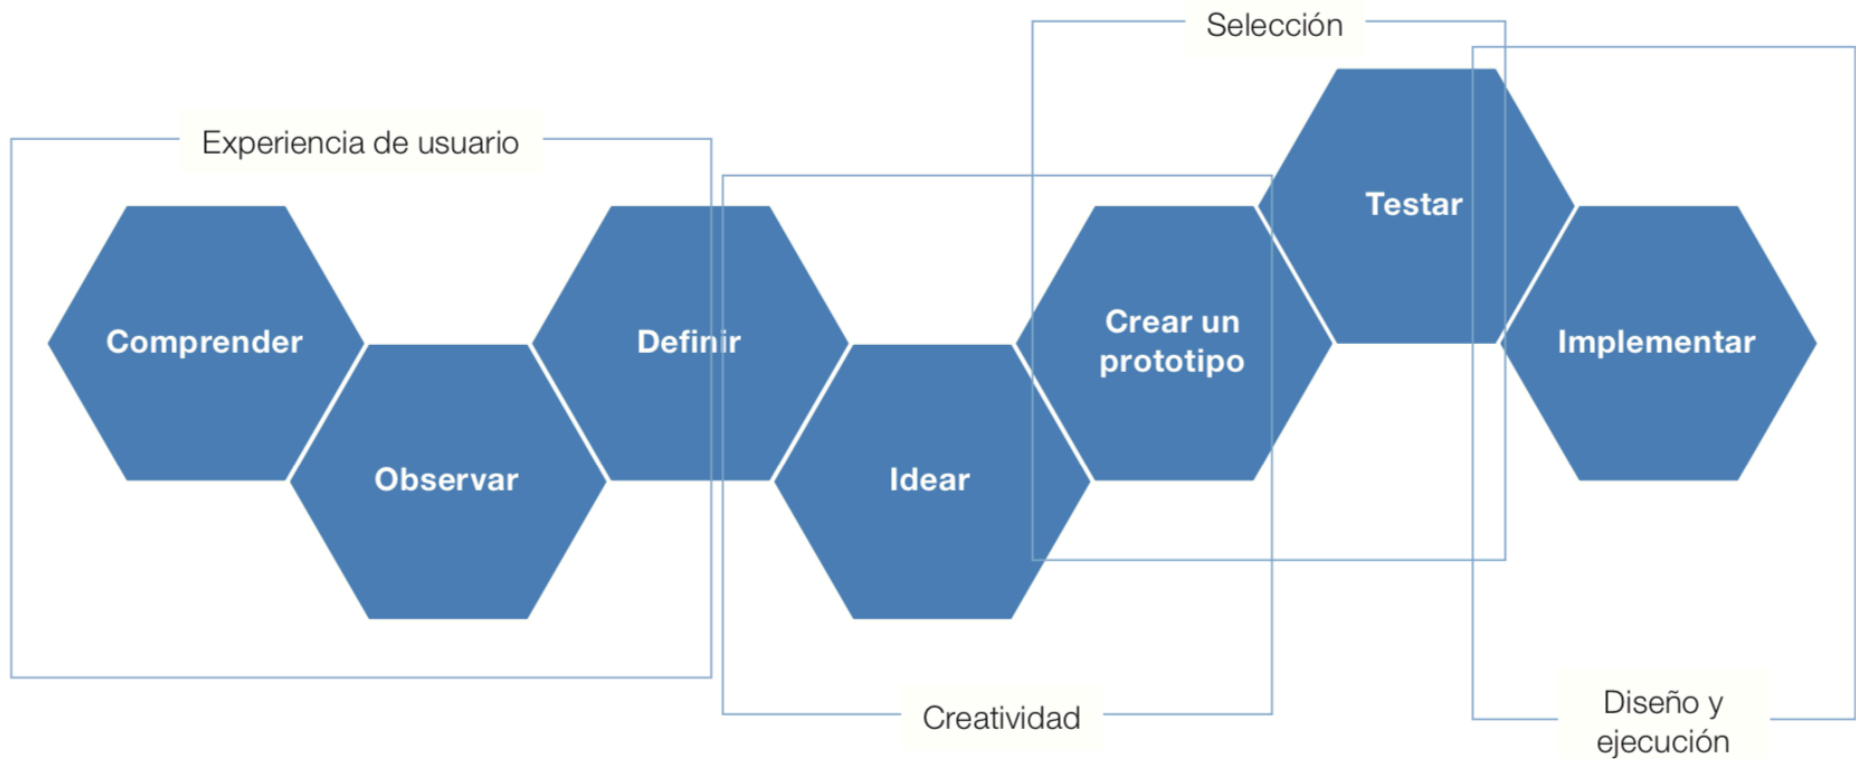 Selección
Experiencia de usuario
Testar
Comprender
Definir
Crear un
prototipo
Implementar
Observar
Idear
Creatividad
Diseño y
ejecución